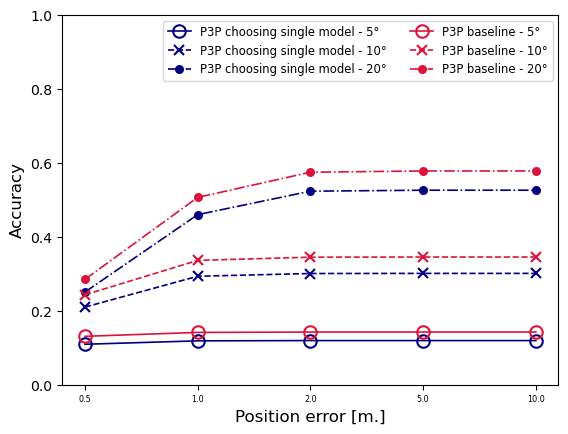 P3P choosing single model - 5°
P3P choosing single model - 10°
P3P choosing single model - 20°
P3P baseline - 5°
P3P baseline - 10°
P3P baseline - 20°
Accuracy
1.0
0.8
0.6
0.4
0.2
0.0
0.5 1.0 2.0 5.0 10.0
Position error [m.]